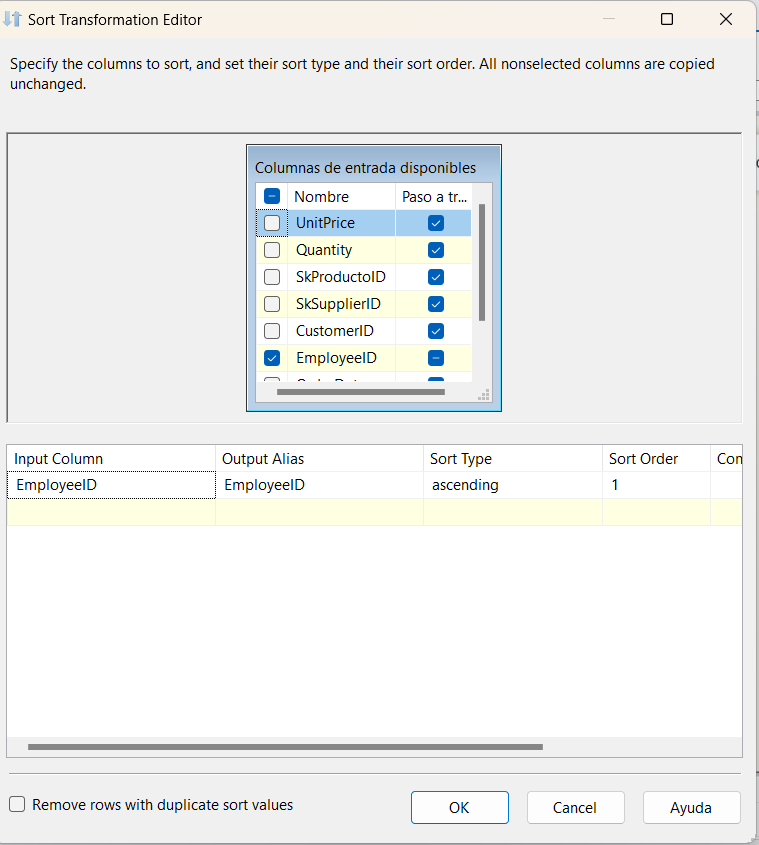 Sort Transformation Editor
Specify the columns to sort, and set their sort type and their sort order. All nonselected columns are copied
unchanged.
Columnas de entrada disponibles
Nombre Paso a tr...
UnitPrice
Quantity
SkProductoID
SkSupplierID
CustomerID
EmployeeID
Input Column Output Alias Sort Type Sort Order
EmployeeID EmployeeID ascending 1
Remove rows with duplicate sort values
OK Cancel Ayuda